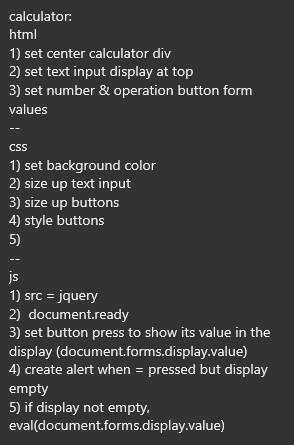 calculator:
html
1) set center calculator div
2) set text input display at top
3) set number & operation button form
values
--
css
1) set background color
2) size up text input
3) size up buttons
4) style buttons
5)
--
js
1) src = jquery
2)  document.ready
3) set button press to show its value in the
display (document.forms.display.value)
4) create alert when = pressed but display
empty
5) if display not empty,
eval(document.forms.display.value)